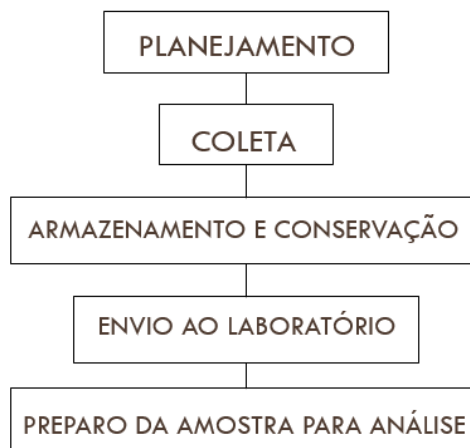 PLANEJAMENTO
COLETA
ARMAZENAMENTO E CONSERVAÇÃO
ENVIO AO LABORATÓRIO
PREPARO DA AMOSTRA PARA ANÁLISE